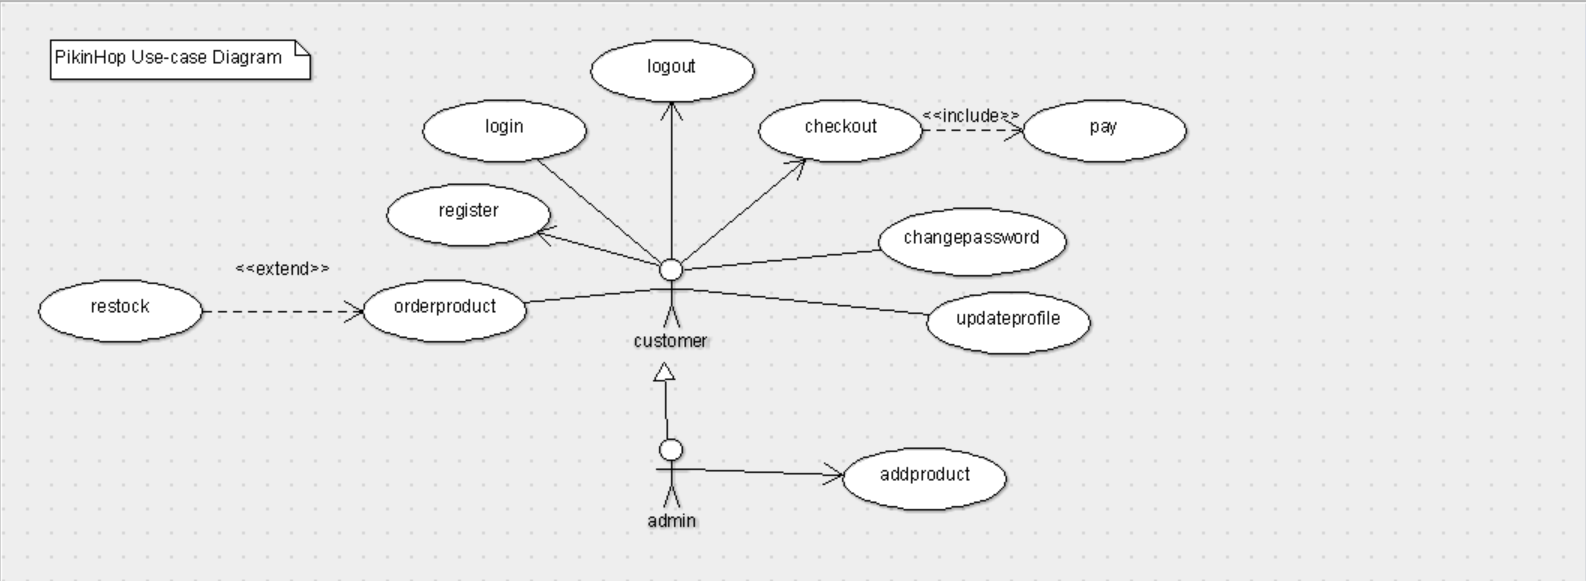 PikinHop Use-case Diagram
logout
login
checkout
<<include>>
pay
register
changepassword
<<extend>>
restock
orderproduct
updateprofile
customer
addproduct
admin